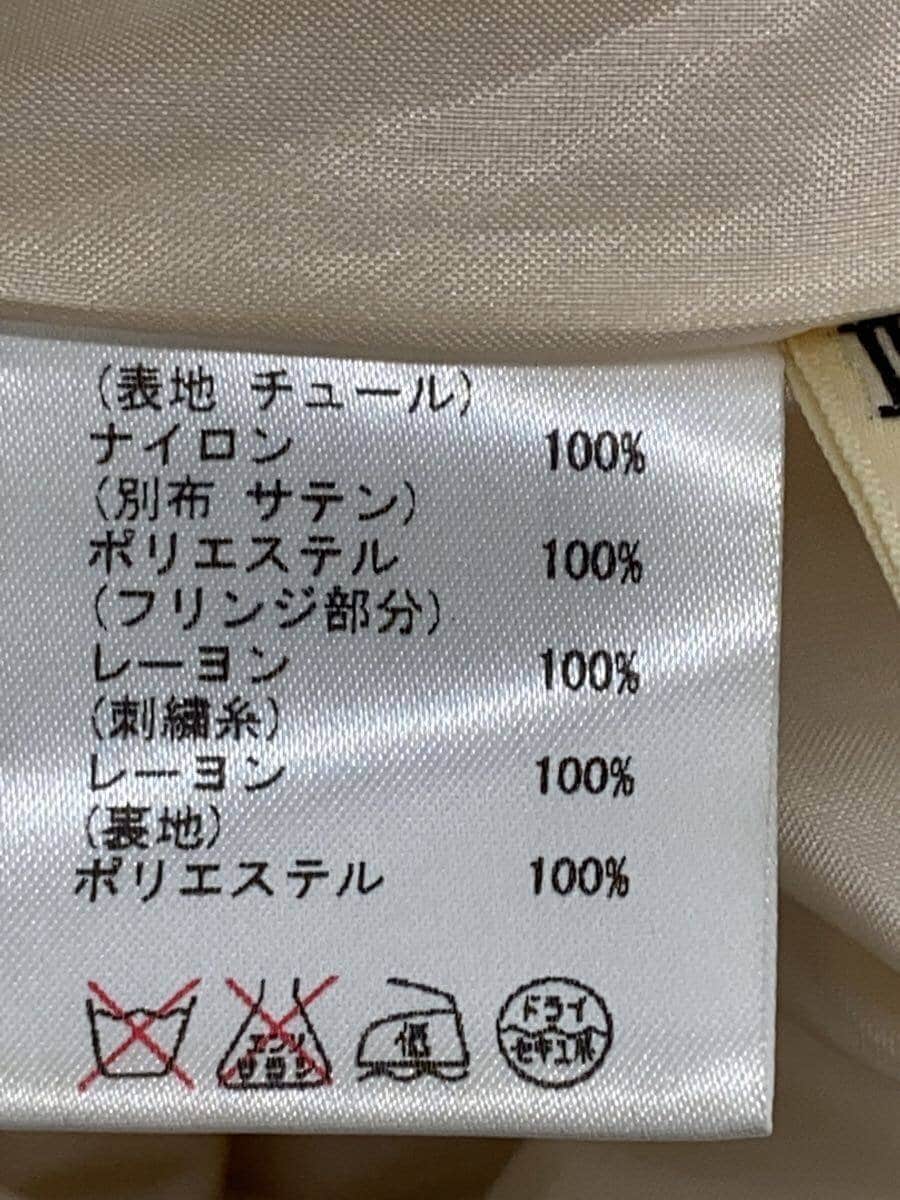 (表地 チュール)
ナイロン 100%
(別布 サテン)
ポリエステル 100%
(フリンジ部分)
レーヨン 100%
(刺繍糸)
レーヨン 100%
(裏地)
ポリエステル 100%
エンソ
サラシ
低
ドライ
セキユ系